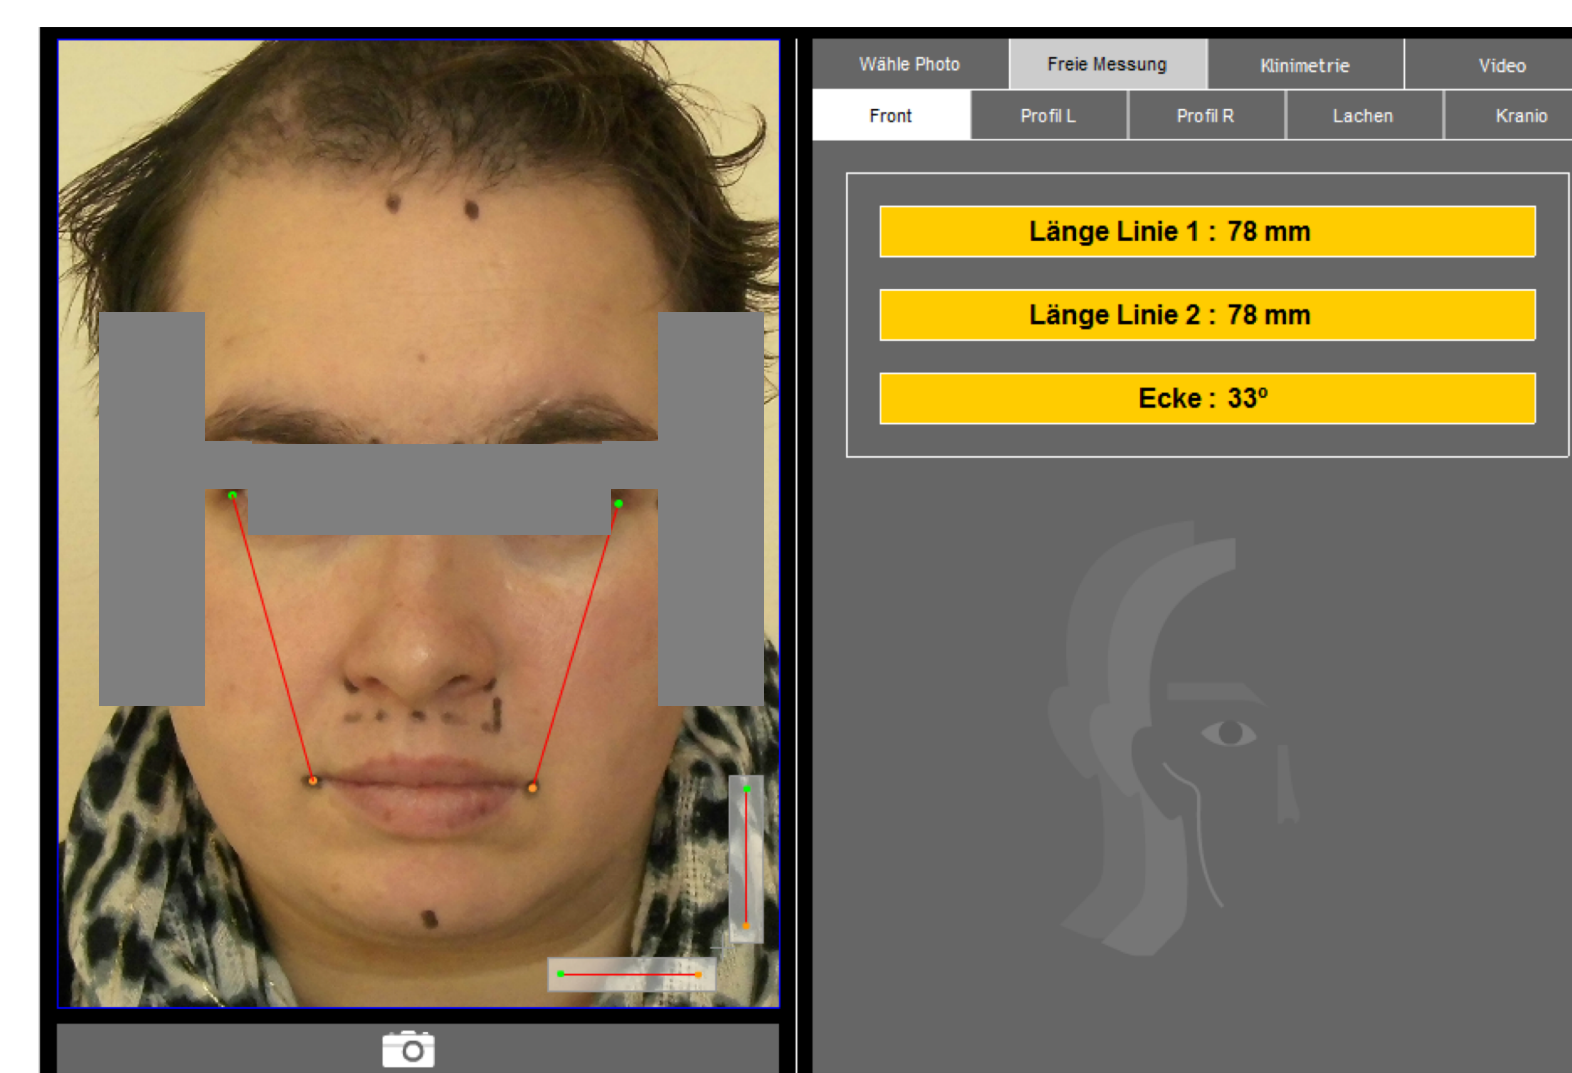 Wähle Photo Freie Messung Klinimetrie Video
Front Profil L Profil R Lachen Kranio
Länge Linie 1 : 78 mm
Länge Linie 2 : 78 mm
Ecke : 33º